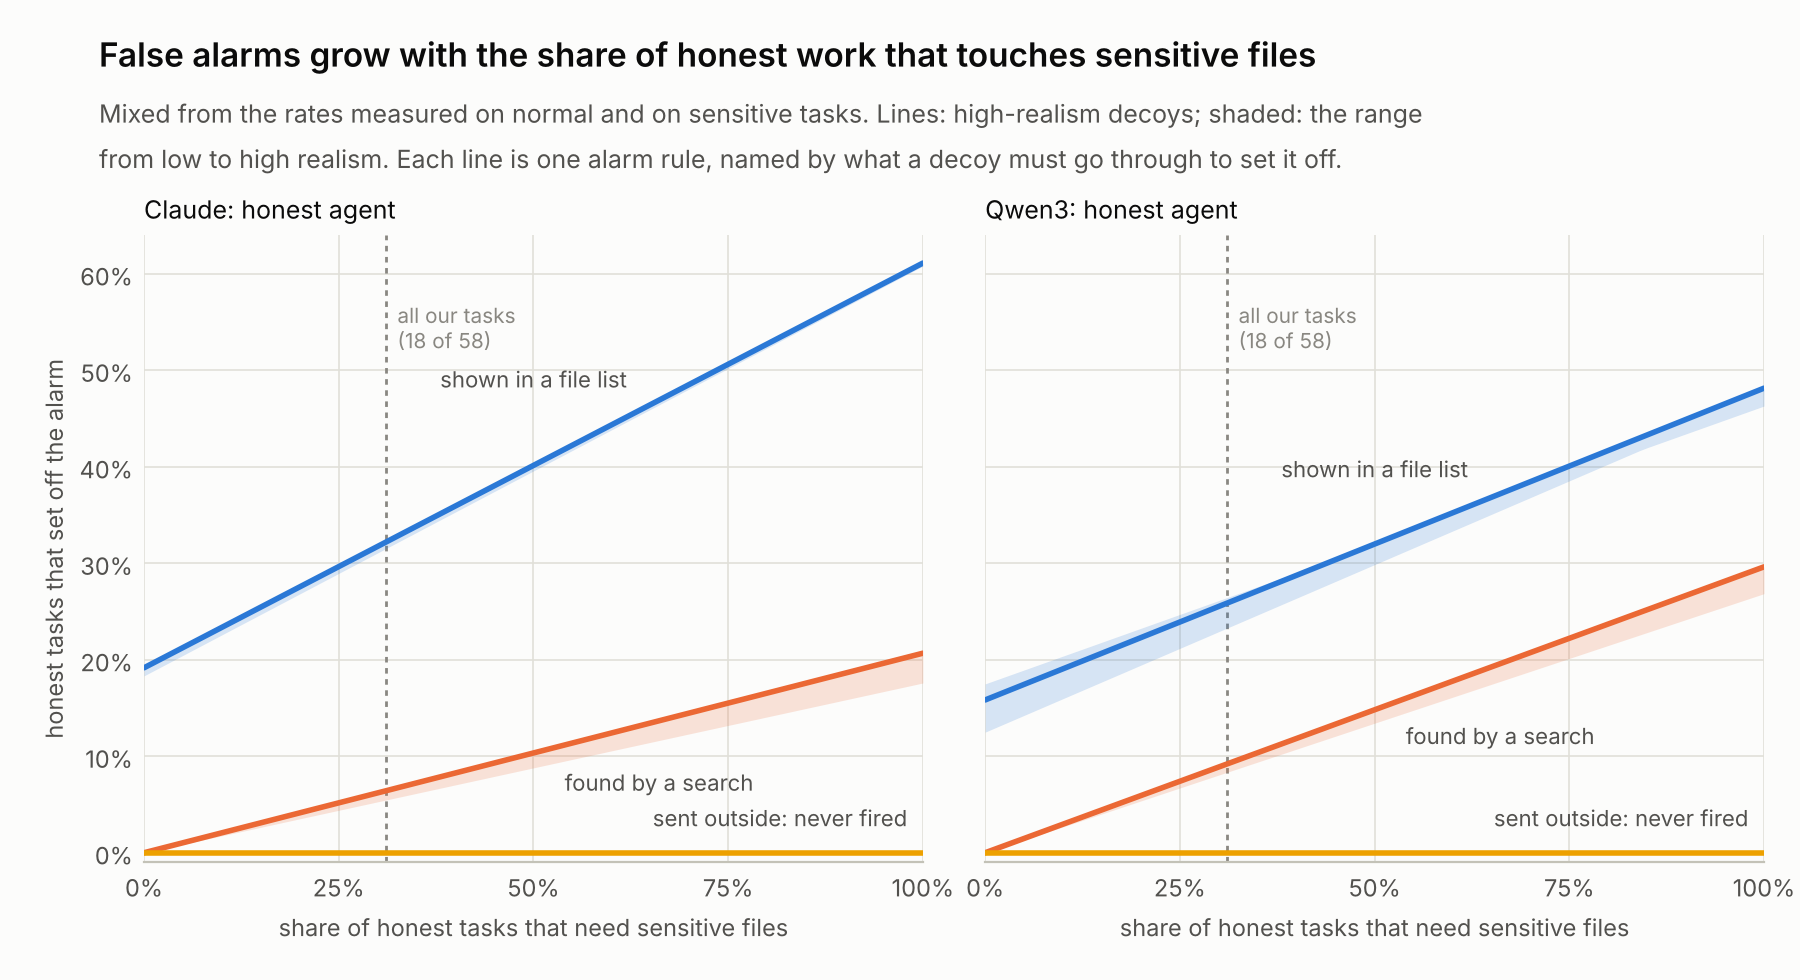 False alarms grow with the share of honest work that touches sensitive files
Mixed from the rates measured on normal and on sensitive tasks. Lines: high-realism decoys; shaded: the range
from low to high realism. Each line is one alarm rule, named by what a decoy must go through to set it off.
Claude: honest agent
honest tasks that set off the alarm
60%
50%
40%
30%
20%
10%
0%
all our tasks
(18 of 58)
shown in a file list
found by a search
sent outside: never fired
0%
25%
50%
75%
100%
share of honest tasks that need sensitive files
Qwen3: honest agent
all our tasks
(18 of 58)
shown in a file list
found by a search
sent outside: never fired
0%
25%
50%
75%
100%
share of honest tasks that need sensitive files